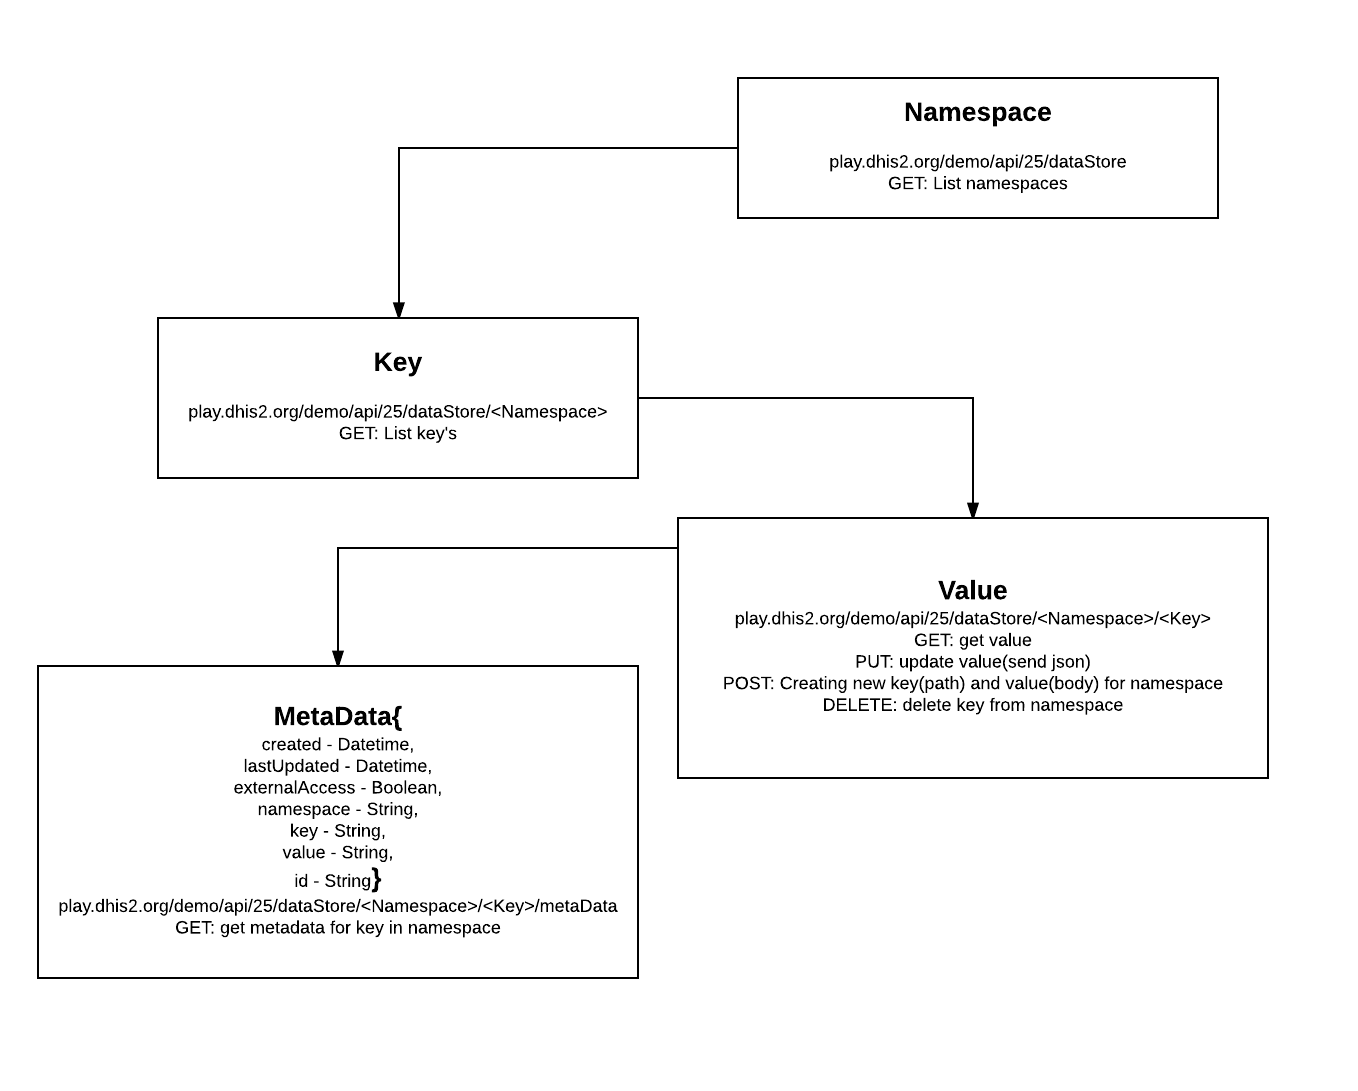 Namespace
play.dhis2.org/demo/api/25/dataStore
GET: List namespaces
Key
play.dhis2.org/demo/api/25/dataStore/<Namespace>
GET: List key's
Value
play.dhis2.org/demo/api/25/dataStore/<Namespace>/<Key>
GET: get value
PUT: update value(send json)
POST: Creating new key(path) and value(body) for namespace
DELETE: delete key from namespace
MetaData{
created - Datetime,
lastUpdated - Datetime,
externalAccess - Boolean,
namespace - String,
key - String,
value - String,
id - String}
play.dhis2.org/demo/api/25/dataStore/<Namespace>/<Key>/metaData
GET: get metadata for key in namespace